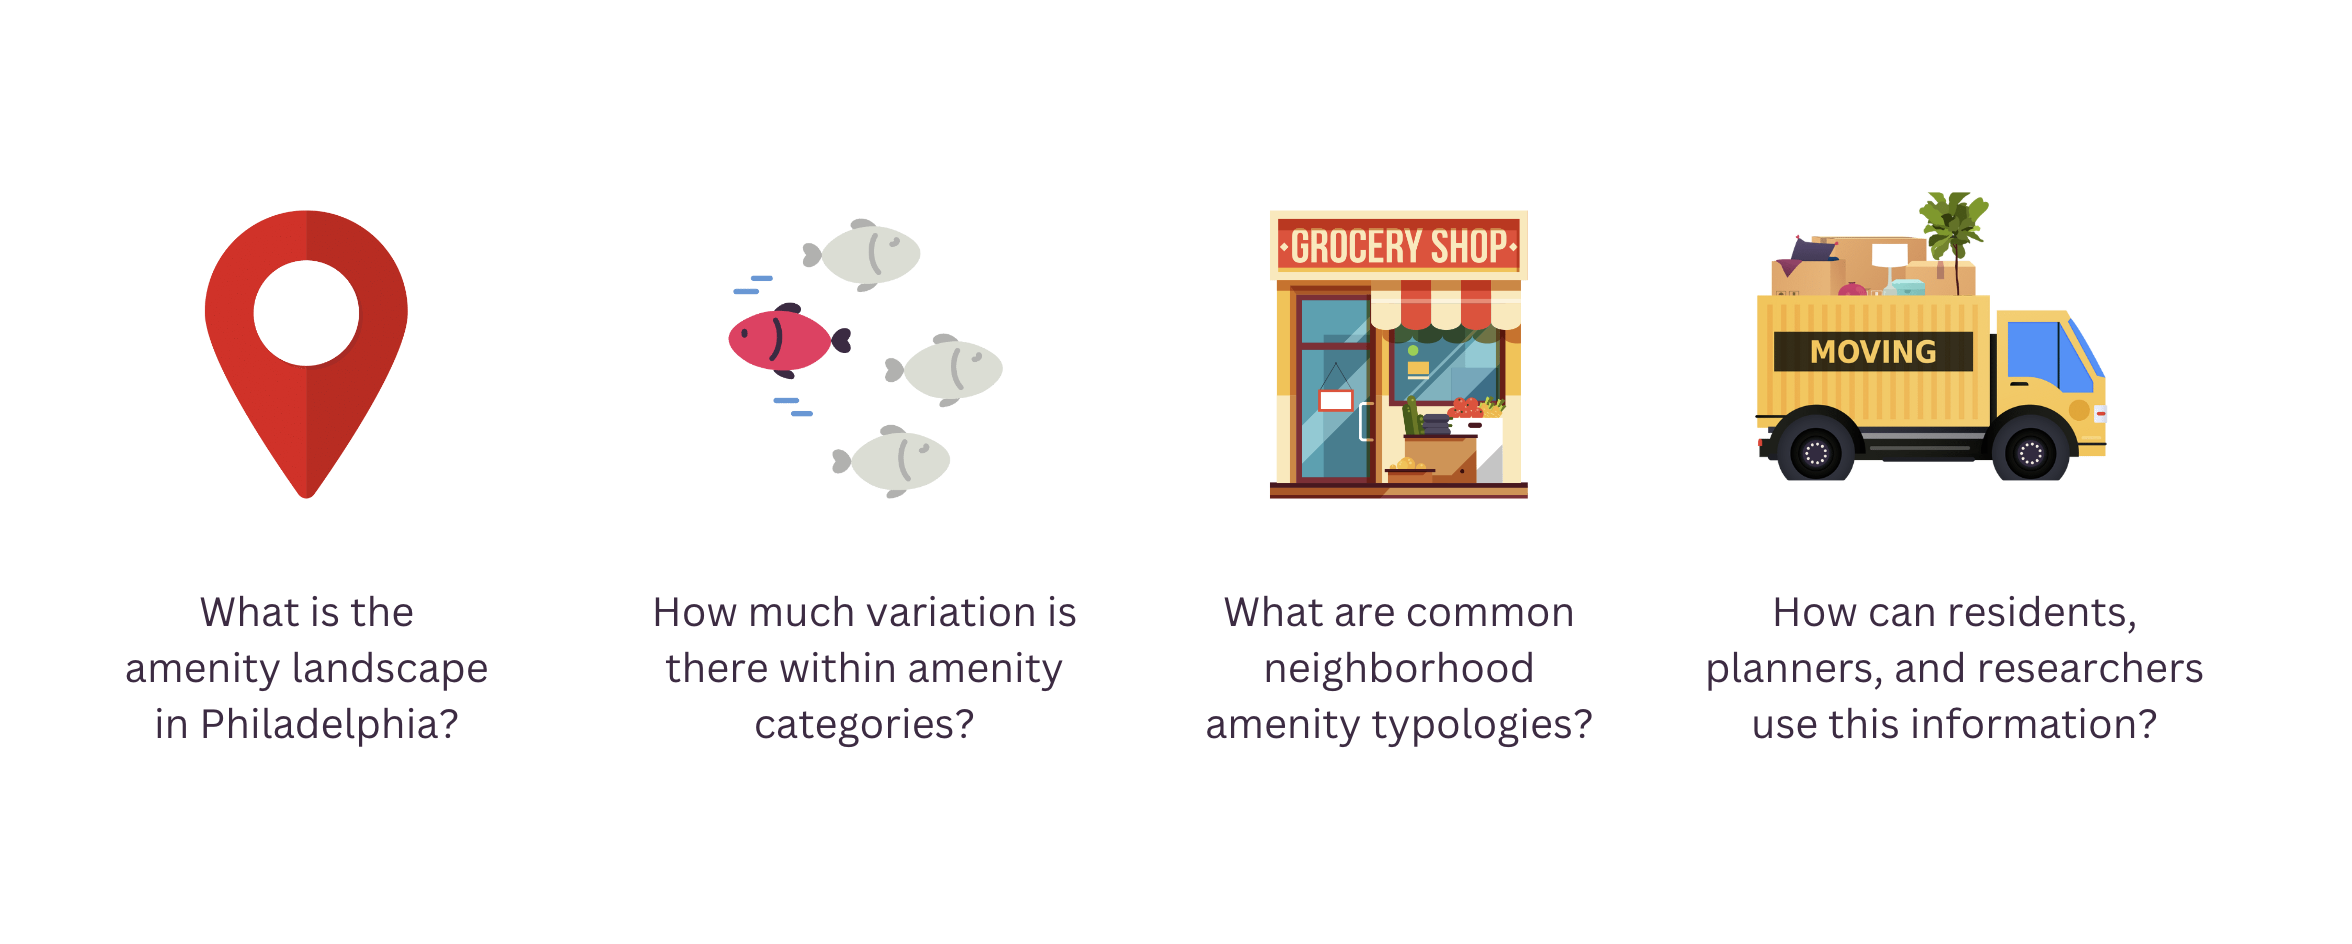 GROCERY SHOP
MOVING
What is the
amenity landscape
in Philadelphia?
How much variation is
there within amenity
categories?
What are common
neighborhood
amenity typologies?
How can residents,
planners, and researchers
use this information?